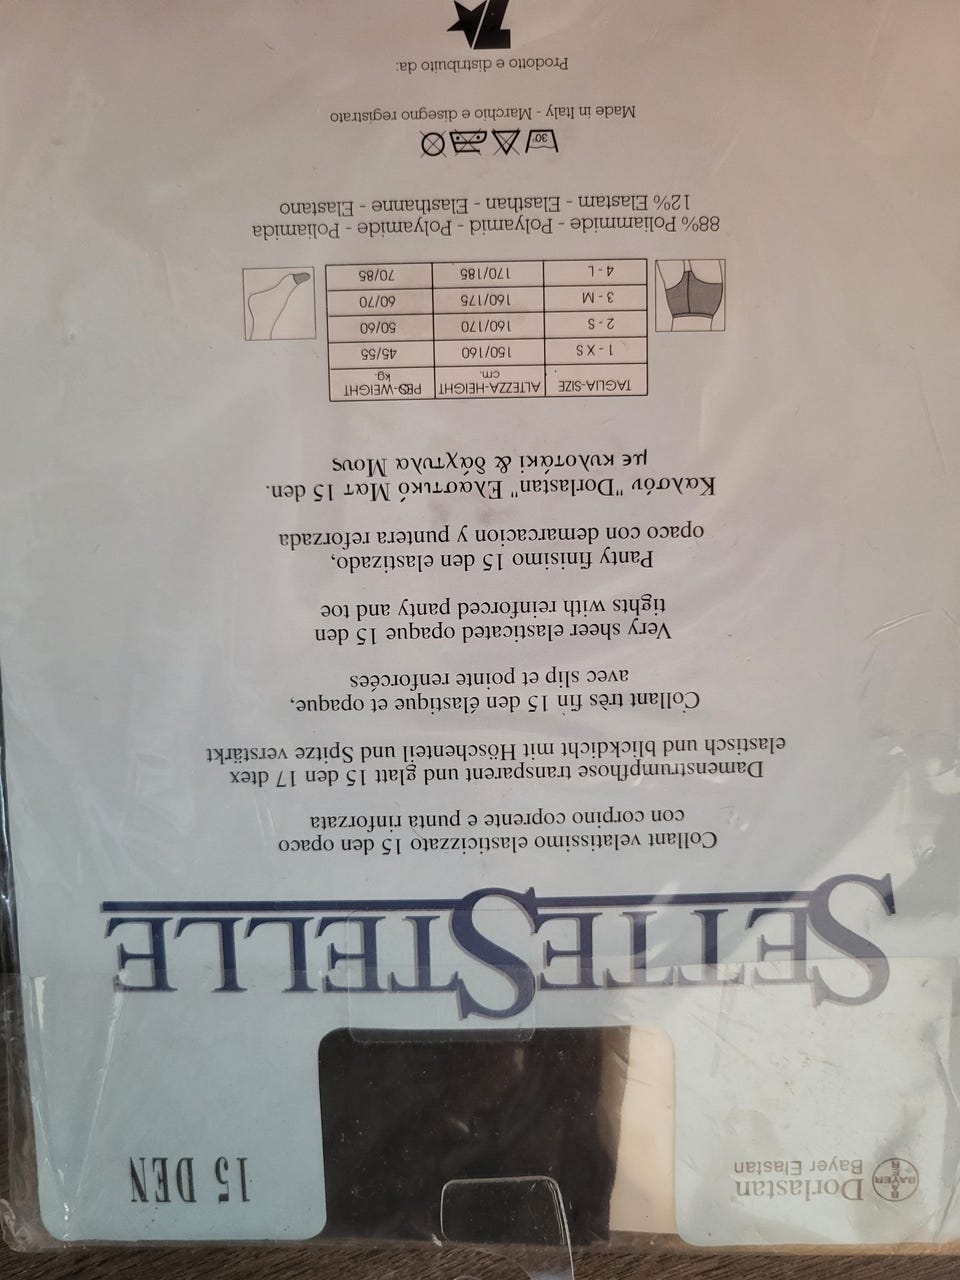 15 DEN
Dorlastan
Bayer Elastan
BAYER
BAYER
SETTESTELLE
Collant velatissimo elasticizzato 15 den opaco
con corpino coprente e punta rinforzata
Damenstrumpfhose transparent und glatt 15 den 17 dtex
elastisch und blickdicht mit Höschenteil und Spitze verstärkt
Collant très fin 15 den élastique et opaque,
avec slip et pointe renforcées
Very sheer elasticated opaque 15 den
tights with reinforced panty and toe
Panty finisimo 15 den elastizado,
opaco con demarcacion y puntera reforzada
Καλσόν "Dorlastan" Ελαστικό Ματ 15 den.
με κυλοτάκι & δάχτυλα Μους
TAGLIA-SIZE ALTEZZA-HEIGHT cm. PESO-WEIGHT kg.
1 - X S 150/160 45/55
2 - S 160/170 50/60
3 - M 160/175 60/70
4 - L 170/185 70/85
88% Poliammide - Polyamid - Polyamide - Poliamida
12% Elastam - Elasthan - Elasthanne - Elastano
30°
Made in Italy - Marchio e disegno registrato
Prodotto e distribuito da:
7